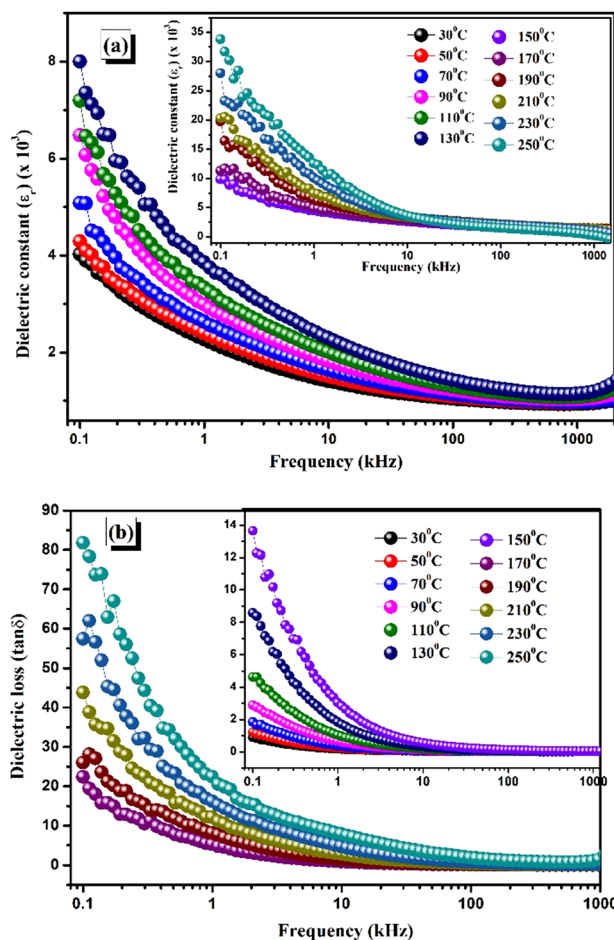 (a)
Dielectric constant (εr) (x 10³)
8
6
4
2
0.1 1 10 100 1000
Frequency (kHz)
Dielectric constant (εr) (x 10³)
35
30
25
20
15
10
5
0
0.1 1 10 100 1000
Frequency (kHz)
30⁰C 150⁰C
50⁰C 170⁰C
70⁰C 190⁰C
90⁰C 210⁰C
110⁰C 230⁰C
130⁰C 250⁰C
(b)
Dielectric loss (tanδ)
90
80
70
60
50
40
30
20
10
0
0.1 1 10 100 1000
Frequency (kHz)
14
12
10
8
6
4
2
0
0.1 1 10 100 1000
30⁰C 150⁰C
50⁰C 170⁰C
70⁰C 190⁰C
90⁰C 210⁰C
110⁰C 230⁰C
130⁰C 250⁰C